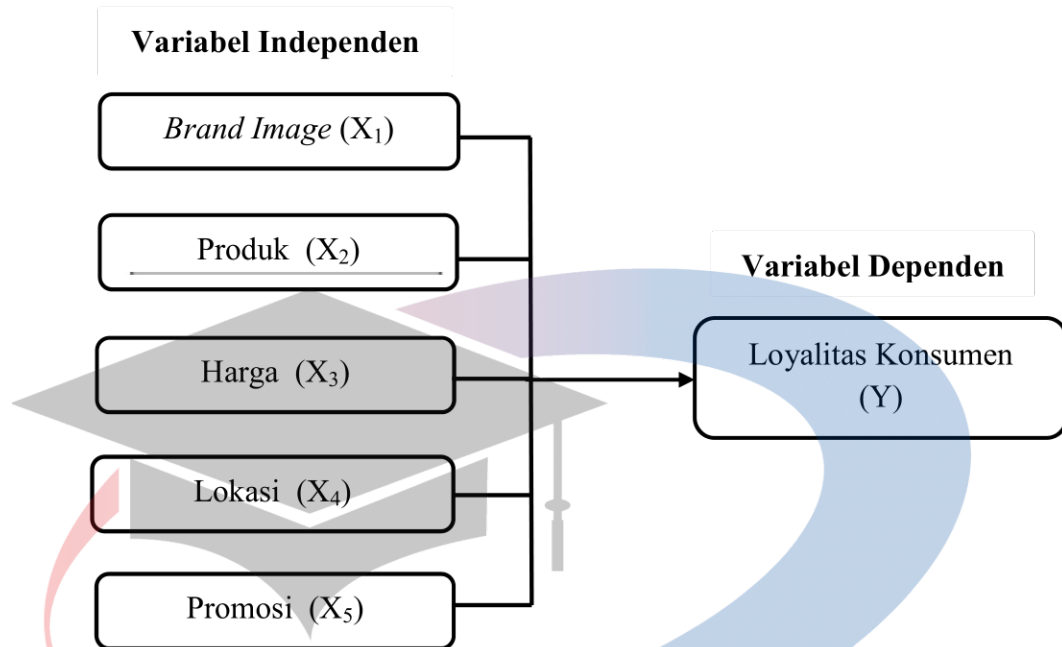 Variabel Independen
Brand Image (X₁)
Produk (X₂)
Variabel Dependen
Harga (X₃)
Loyalitas Konsumen
(Y)
Lokasi (X₄)
Promosi (X₅)